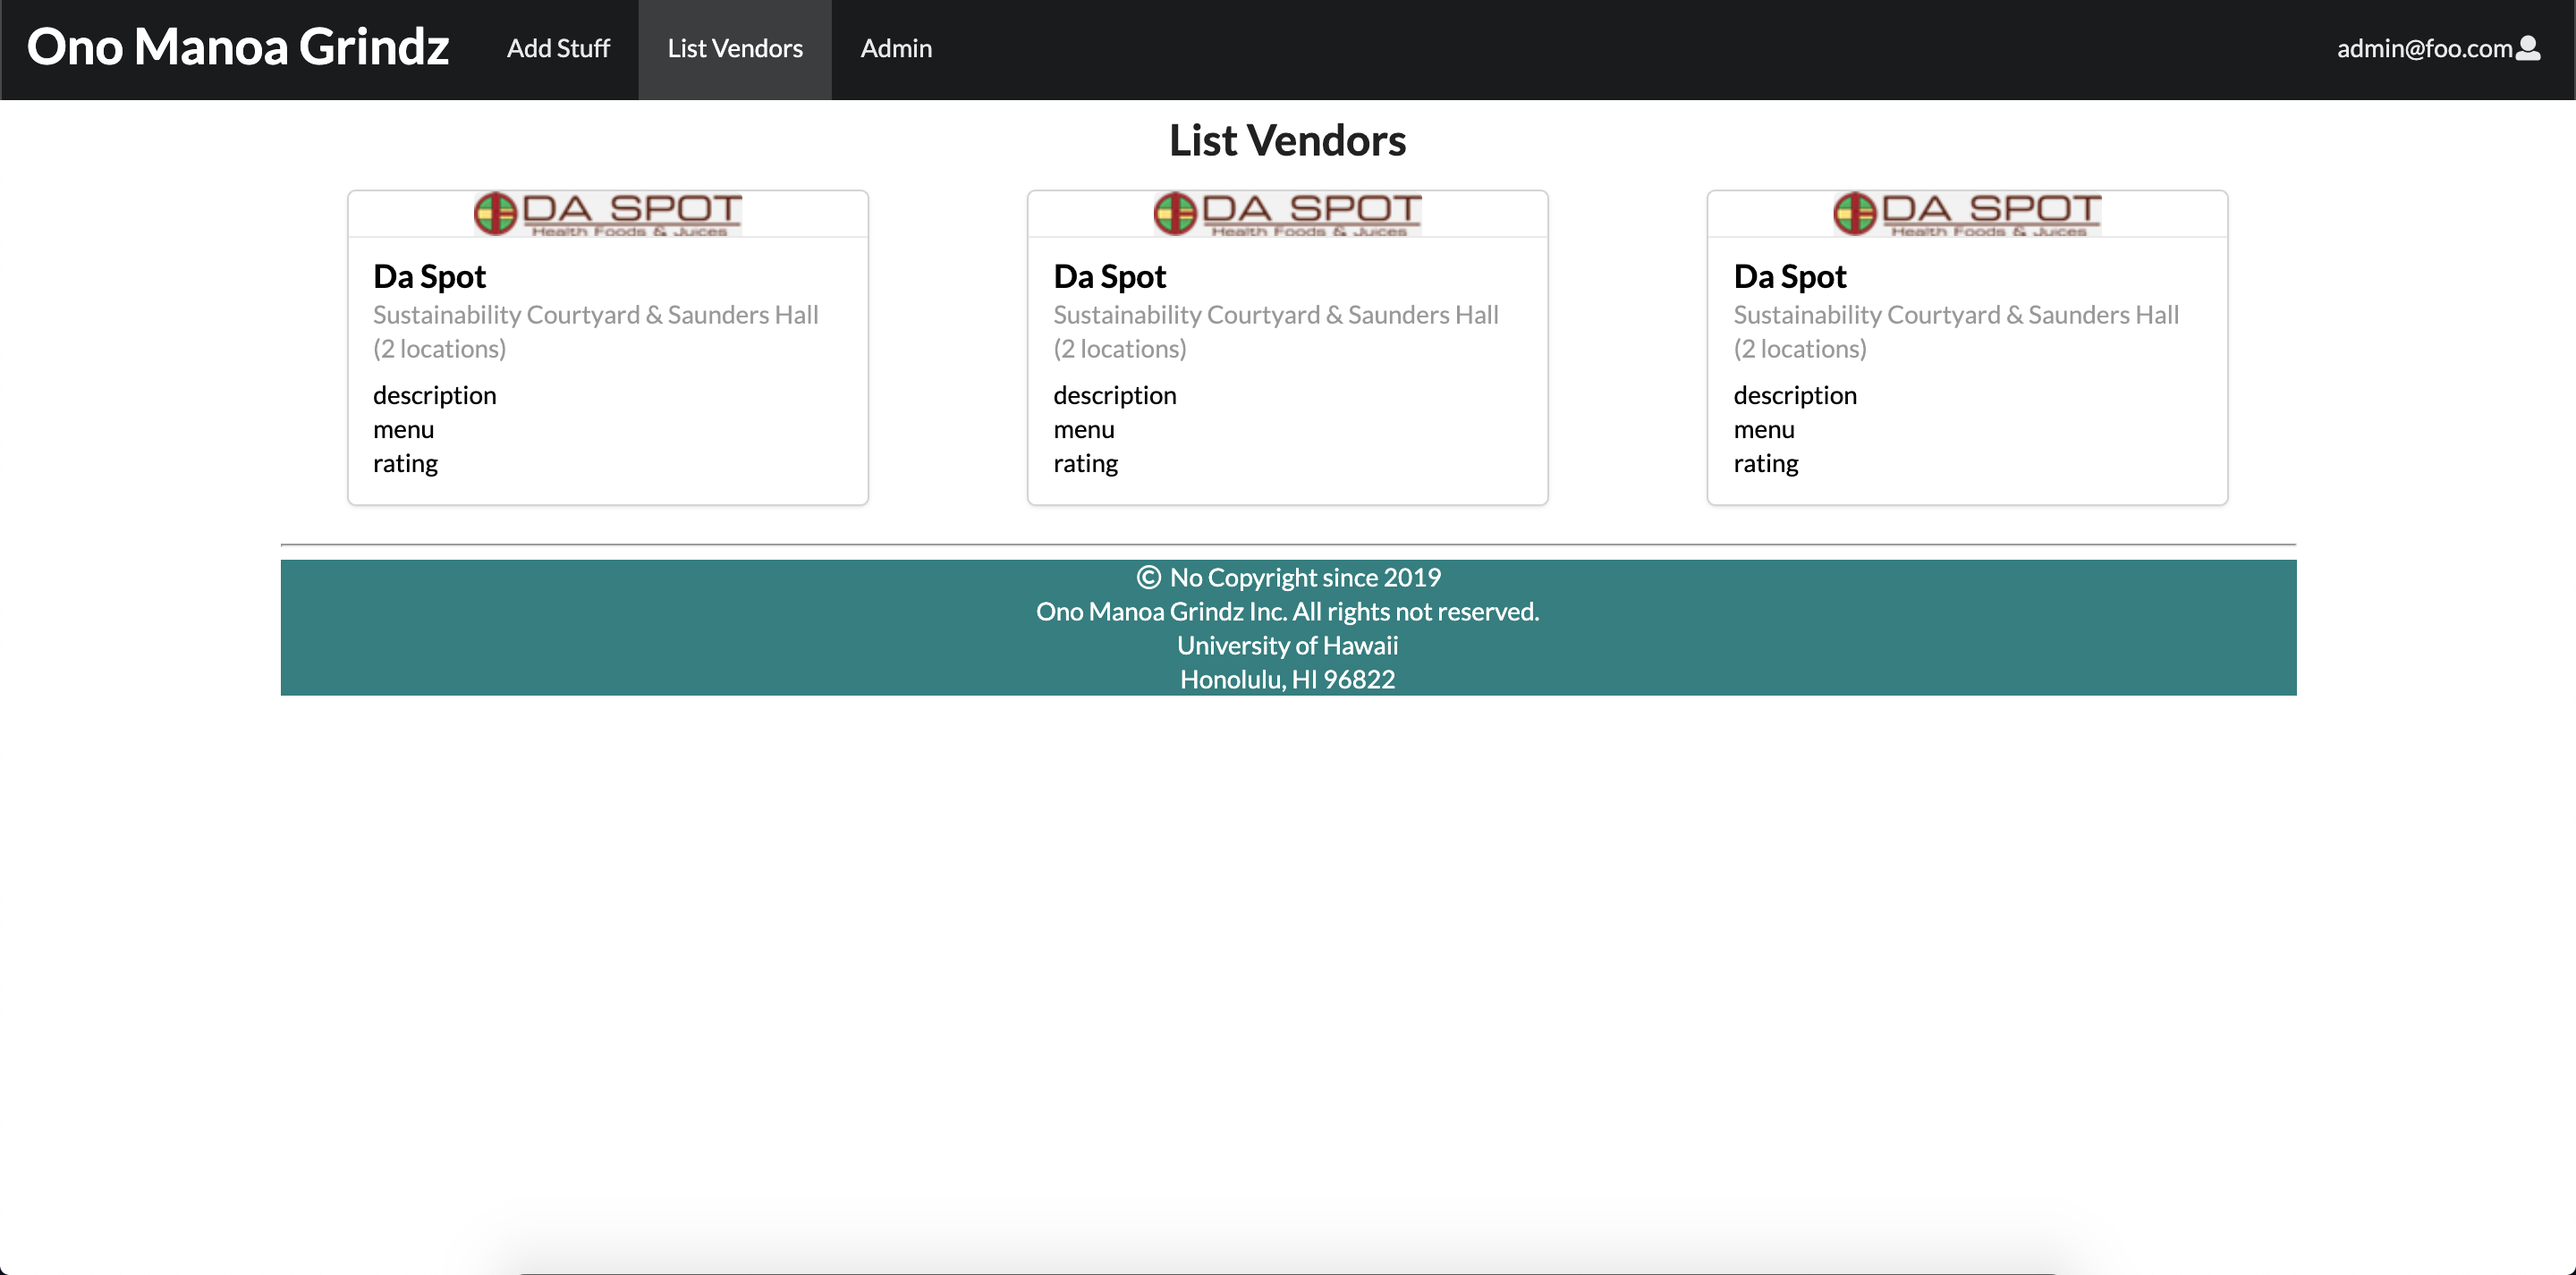 Ono Manoa Grindz Add Stuff List Vendors Admin admin@foo.com
List Vendors
DA SPOT
Health Foods & Juices
Da Spot
Sustainability Courtyard & Saunders Hall
(2 locations)
description
menu
rating
DA SPOT
Health Foods & Juices
Da Spot
Sustainability Courtyard & Saunders Hall
(2 locations)
description
menu
rating
DA SPOT
Health Foods & Juices
Da Spot
Sustainability Courtyard & Saunders Hall
(2 locations)
description
menu
rating
© No Copyright since 2019
Ono Manoa Grindz Inc. All rights not reserved.
University of Hawaii
Honolulu, HI 96822